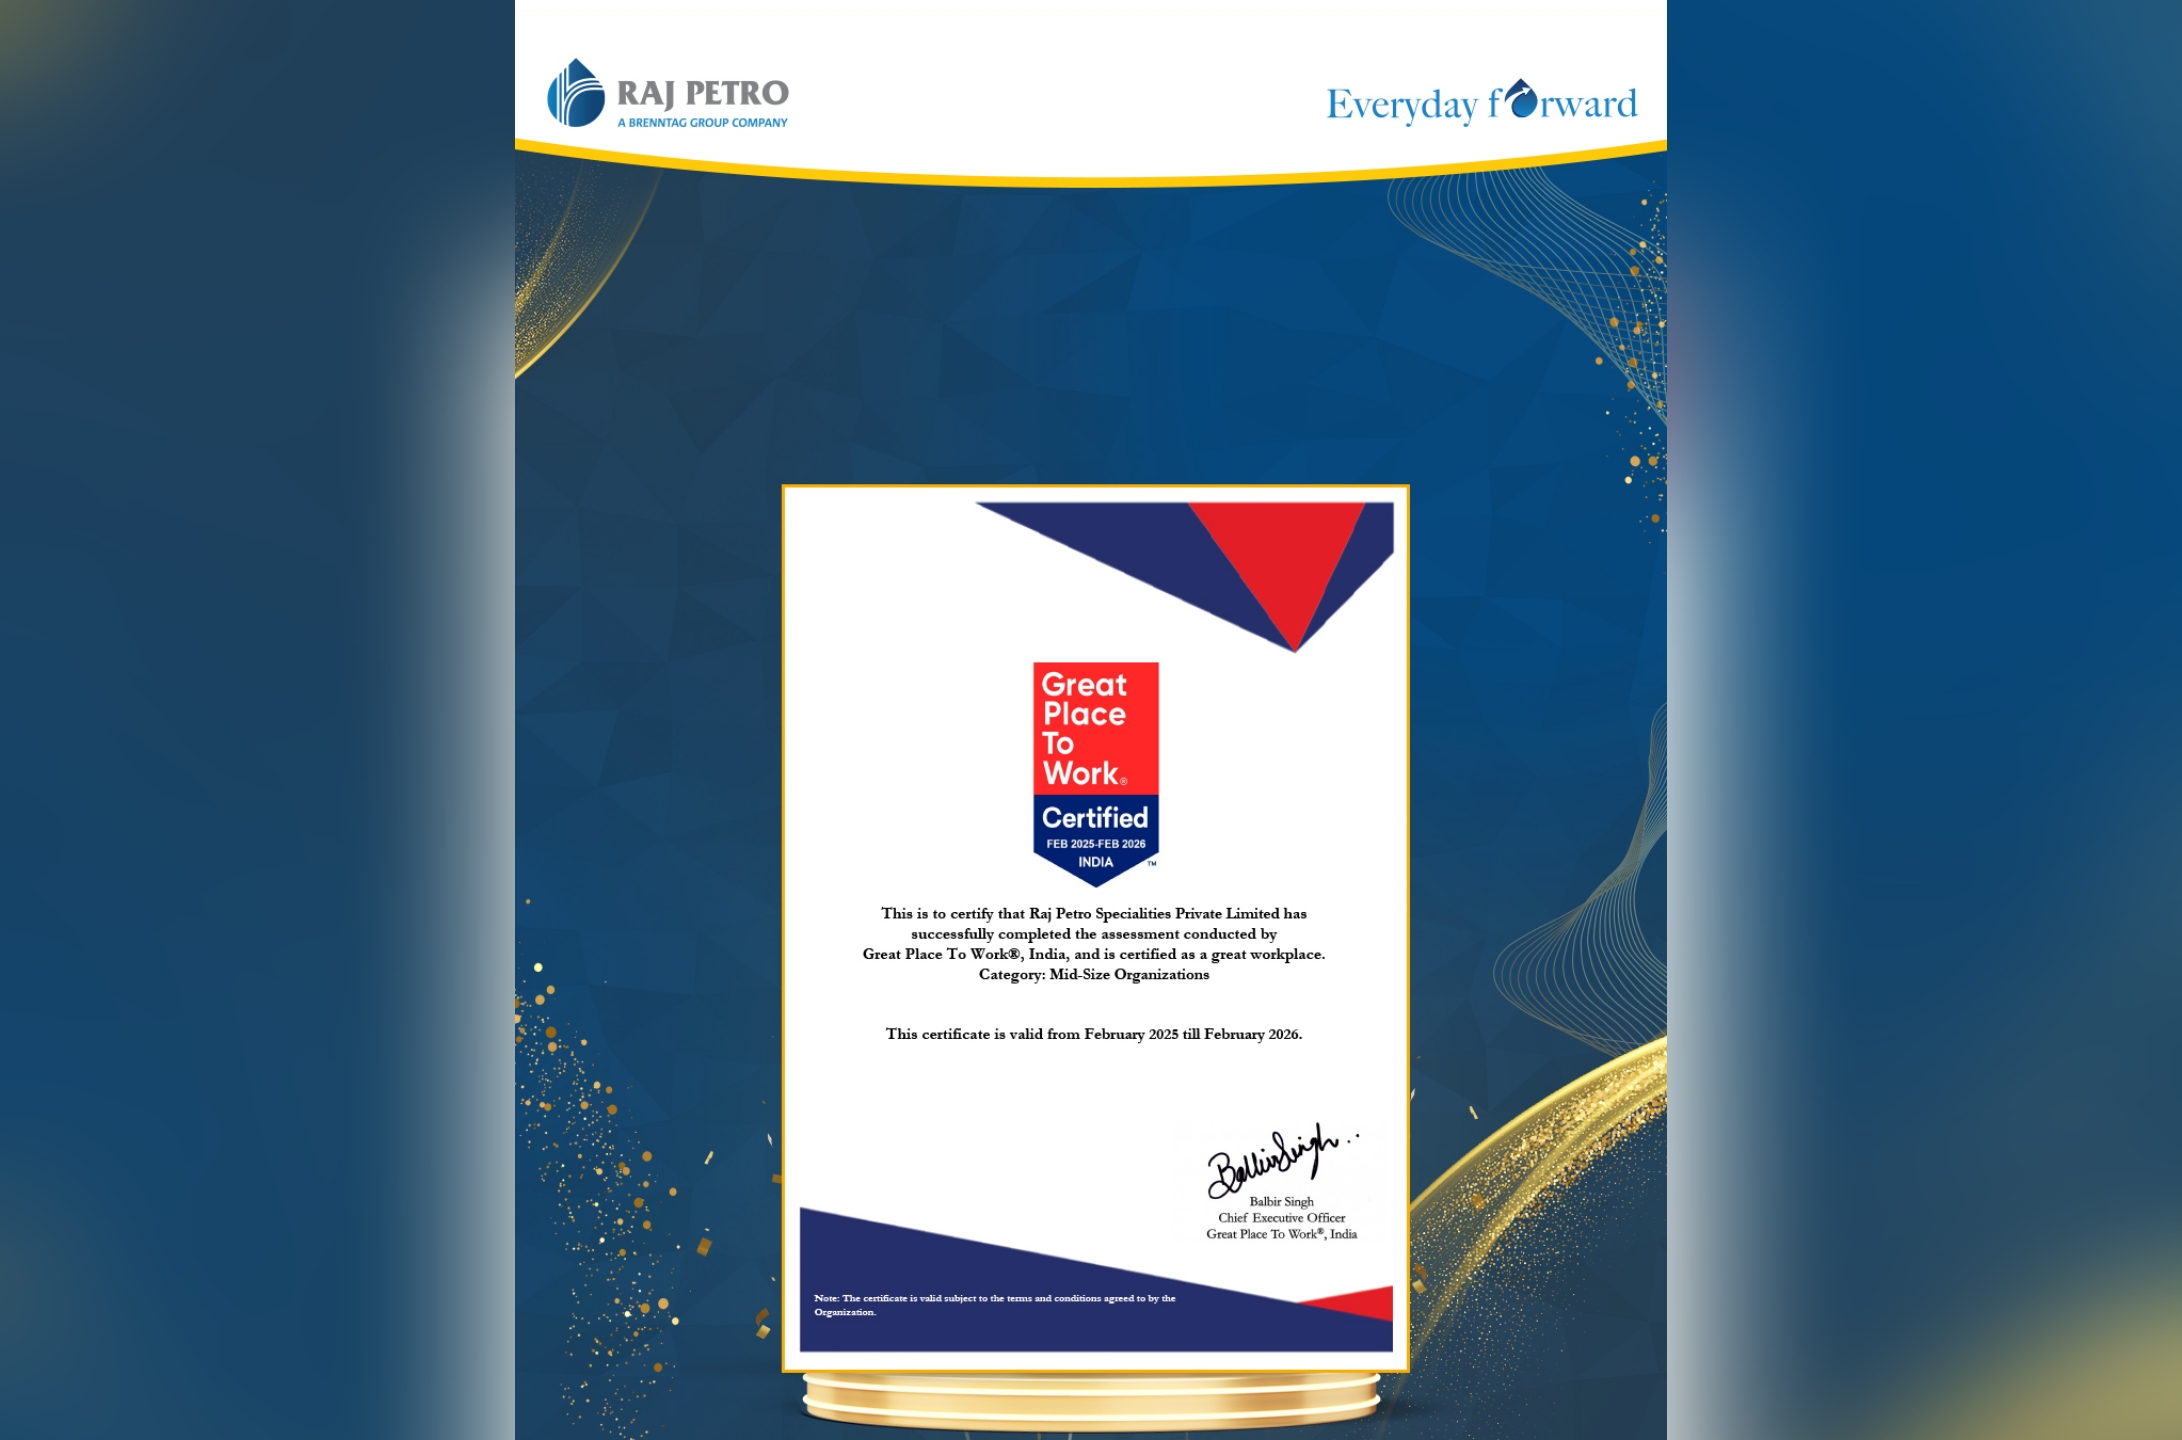 RAJ PETRO
A BRENNTAG GROUP COMPANY
Everyday forward
Great
Place
To
Work®
Certified
FEB 2025-FEB 2026
INDIA
™
This is to certify that Raj Petro Specialities Private Limited has
successfully completed the assessment conducted by
Great Place To Work®, India, and is certified as a great workplace.
Category: Mid-Size Organizations
This certificate is valid from February 2025 till February 2026.
Balbir Singh
Balbir Singh
Chief Executive Officer
Great Place To Work®, India
Note: The certificate is valid subject to the terms and conditions agreed to by the
Organization.